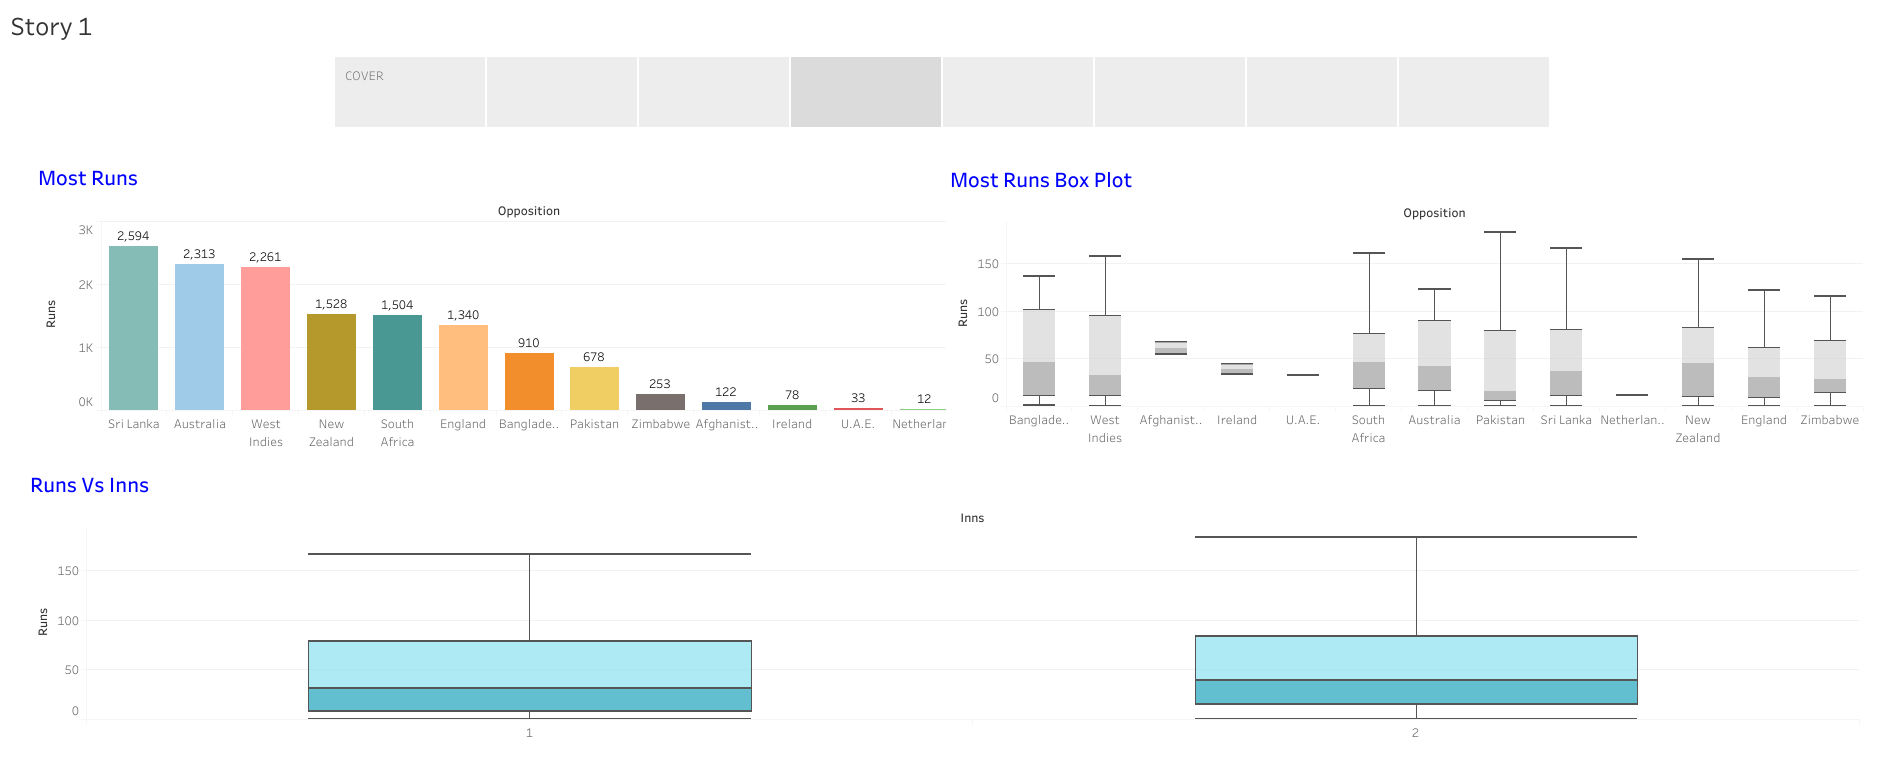 Story 1
COVER
Most Runs
Opposition
Runs
3K
2K
1K
0K
2,594
2,313
2,261
1,528
1,504
1,340
910
678
253
122
78
33
12
Sri Lanka
Australia
West
Indies
New
Zealand
South
Africa
England
Banglade..
Pakistan
Zimbabwe
Afghanist..
Ireland
U.A.E.
Netherlan
Most Runs Box Plot
Opposition
Runs
150
100
50
0
Banglade..
West
Indies
Afghanist..
Ireland
U.A.E.
South
Africa
Australia
Pakistan
Sri Lanka
Netherlan..
New
Zealand
England
Zimbabwe
Runs Vs Inns
Inns
Runs
150
100
50
0
1
2